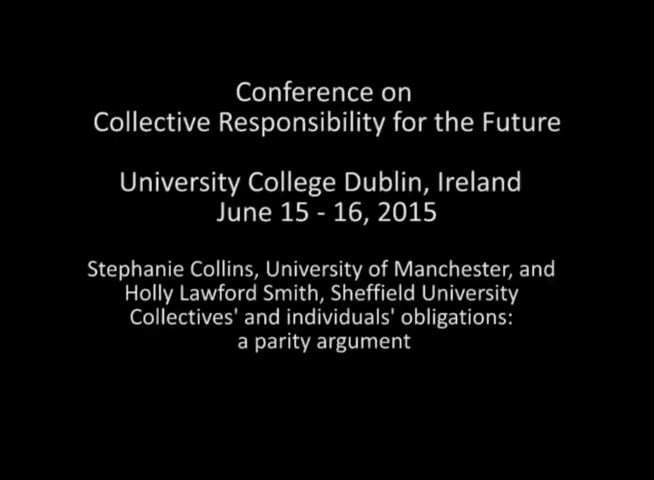 Conference on
Collective Responsibility for the Future
University College Dublin, Ireland
June 15 - 16, 2015
Stephanie Collins, University of Manchester, and
Holly Lawford Smith, Sheffield University
Collectives' and individuals' obligations:
a parity argument